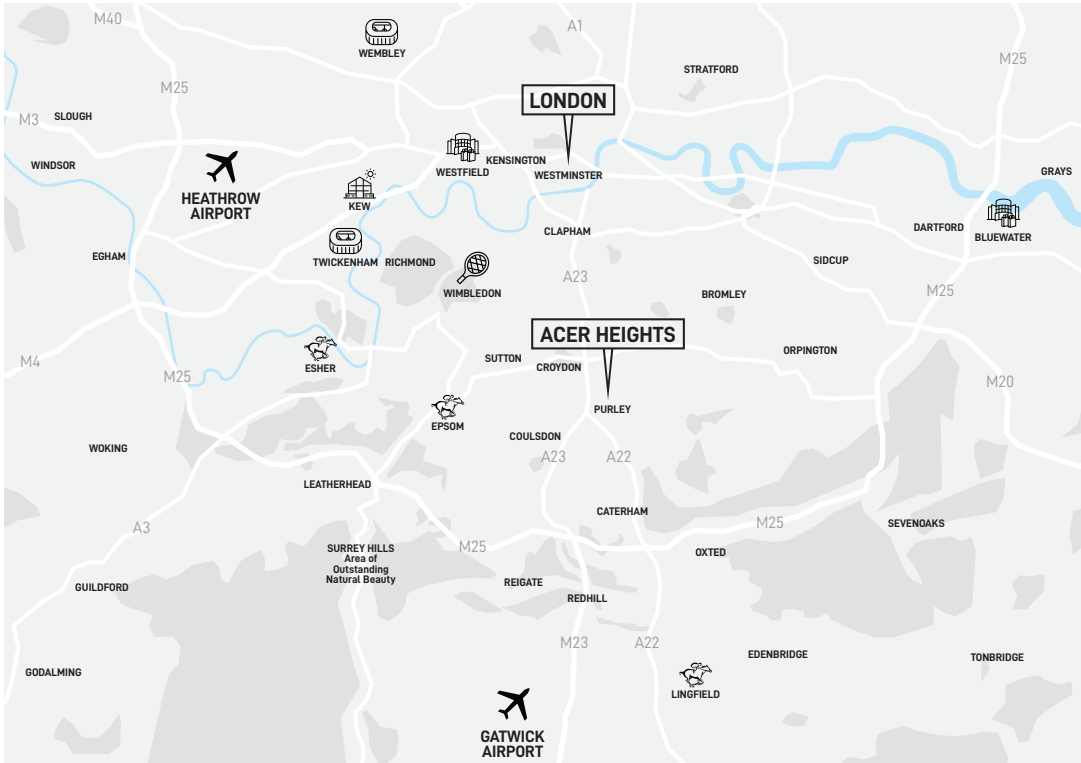 M40
A1
WEMBLEY
M25
STRATFORD
M25
LONDON
M3
SLOUGH
WINDSOR
HEATHROW
AIRPORT
WESTFIELD
KENSINGTON
WESTMINSTER
GRAYS
KEW
CLAPHAM
DARTFORD
BLUEWATER
EGHAM
TWICKENHAM
RICHMOND
SIDCUP
A23
WIMBLEDON
BROMLEY
M25
ACER HEIGHTS
M4
M25
ESHER
SUTTON
CROYDON
ORPINGTON
M20
PURLEY
EPSOM
COULSDON
WOKING
A23
A22
LEATHERHEAD
CATERHAM
A3
M25
M25
SEVENOAKS
SURREY HILLS
Area of
Outstanding
Natural Beauty
OXTED
GUILDFORD
REIGATE
REDHILL
M23
A22
EDENBRIDGE
TONBRIDGE
GODALMING
LINGFIELD
GATWICK
AIRPORT